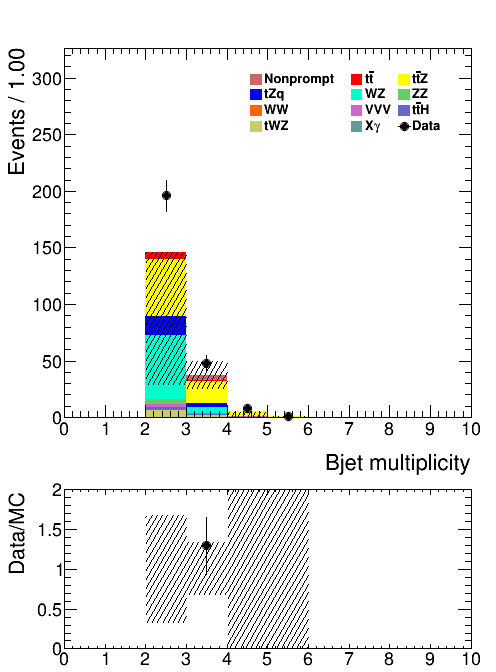 Events / 1.00
300
250
200
150
100
50
0
Nonprompt tt̄ tt̄Z
tZq WZ ZZ
WW VVV tt̄H
tWZ Xγ Data
0 1 2 3 4 5 6 7 8 9 10
Bjet multiplicity
Data/MC
2
1.5
1
0.5
0
0 1 2 3 4 5 6 7 8 9 10